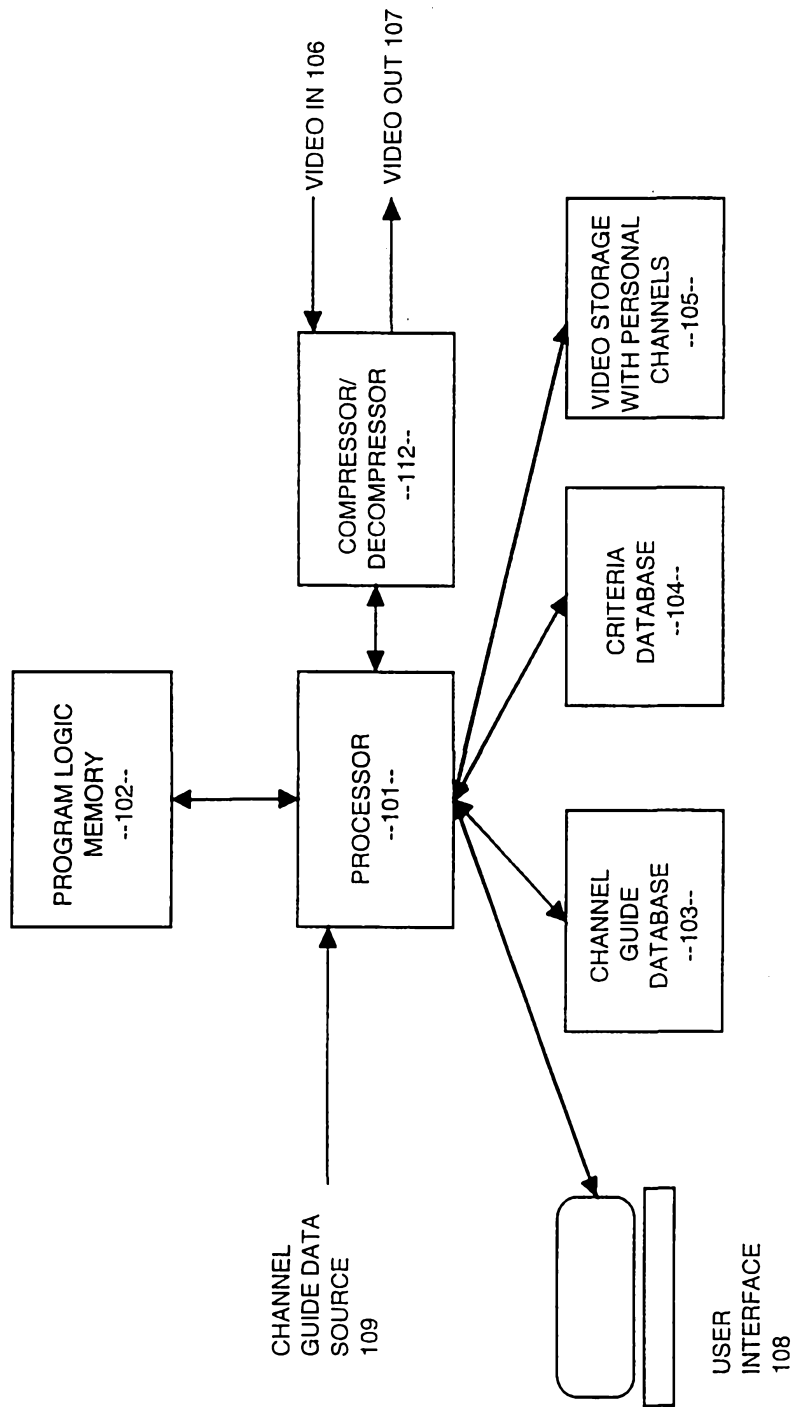 PROGRAM LOGIC
MEMORY
--102--
CHANNEL
GUIDE DATA
SOURCE
109
PROCESSOR
--101--
COMPRESSOR/
DECOMPRESSOR
--112--
VIDEO IN 106
VIDEO OUT 107
USER
INTERFACE
108
CHANNEL
GUIDE
DATABASE
--103--
CRITERIA
DATABASE
--104--
VIDEO STORAGE
WITH PERSONAL
CHANNELS
--105--